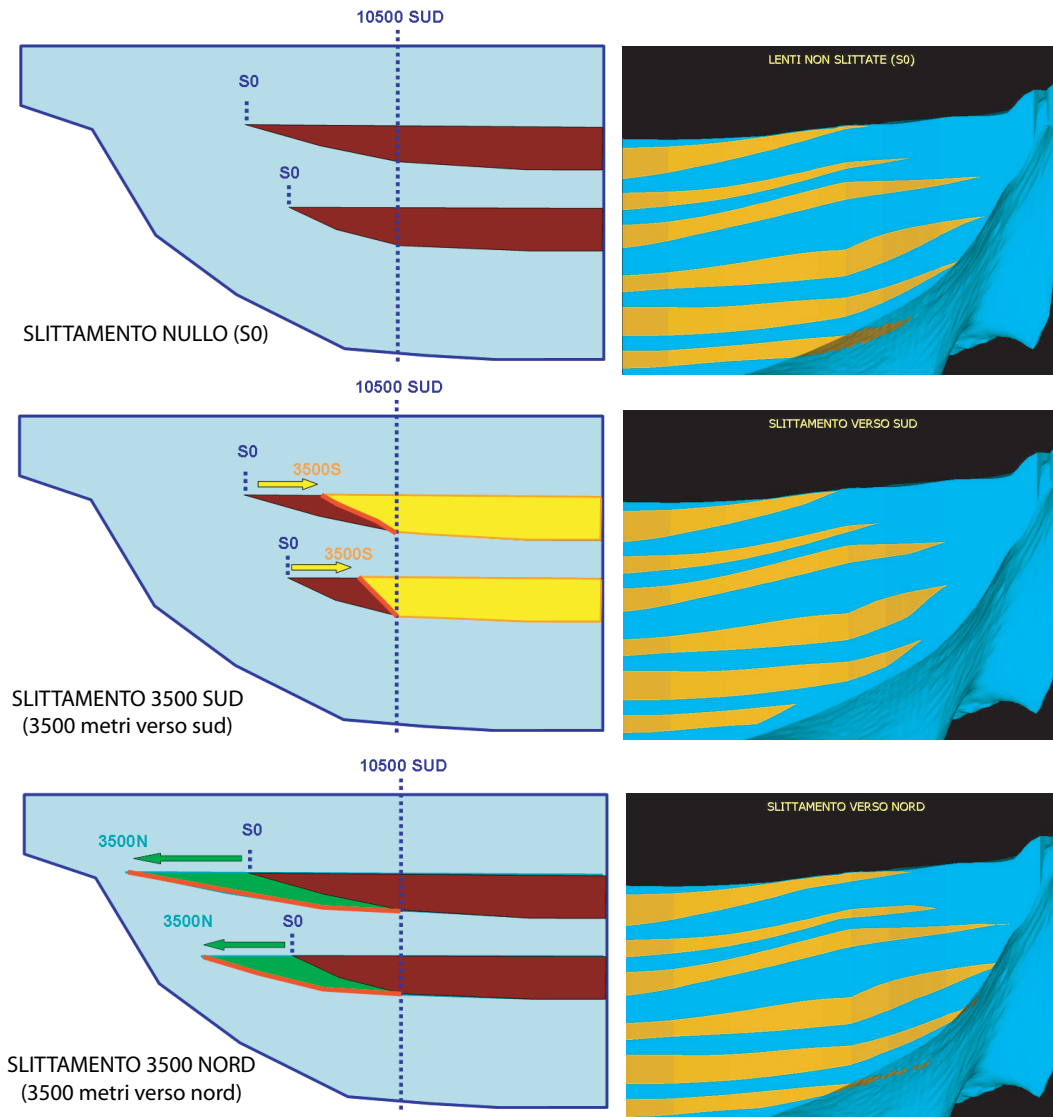 10500 SUD
S0
S0
SLITTAMENTO NULLO (S0)
LENTI NON SLITTATE (S0)
10500 SUD
S0
3500S
S0
3500S
SLITTAMENTO 3500 SUD
(3500 metri verso sud)
SLITTAMENTO VERSO SUD
10500 SUD
S0
3500N
S0
3500N
SLITTAMENTO 3500 NORD
(3500 metri verso nord)
SLITTAMENTO VERSO NORD